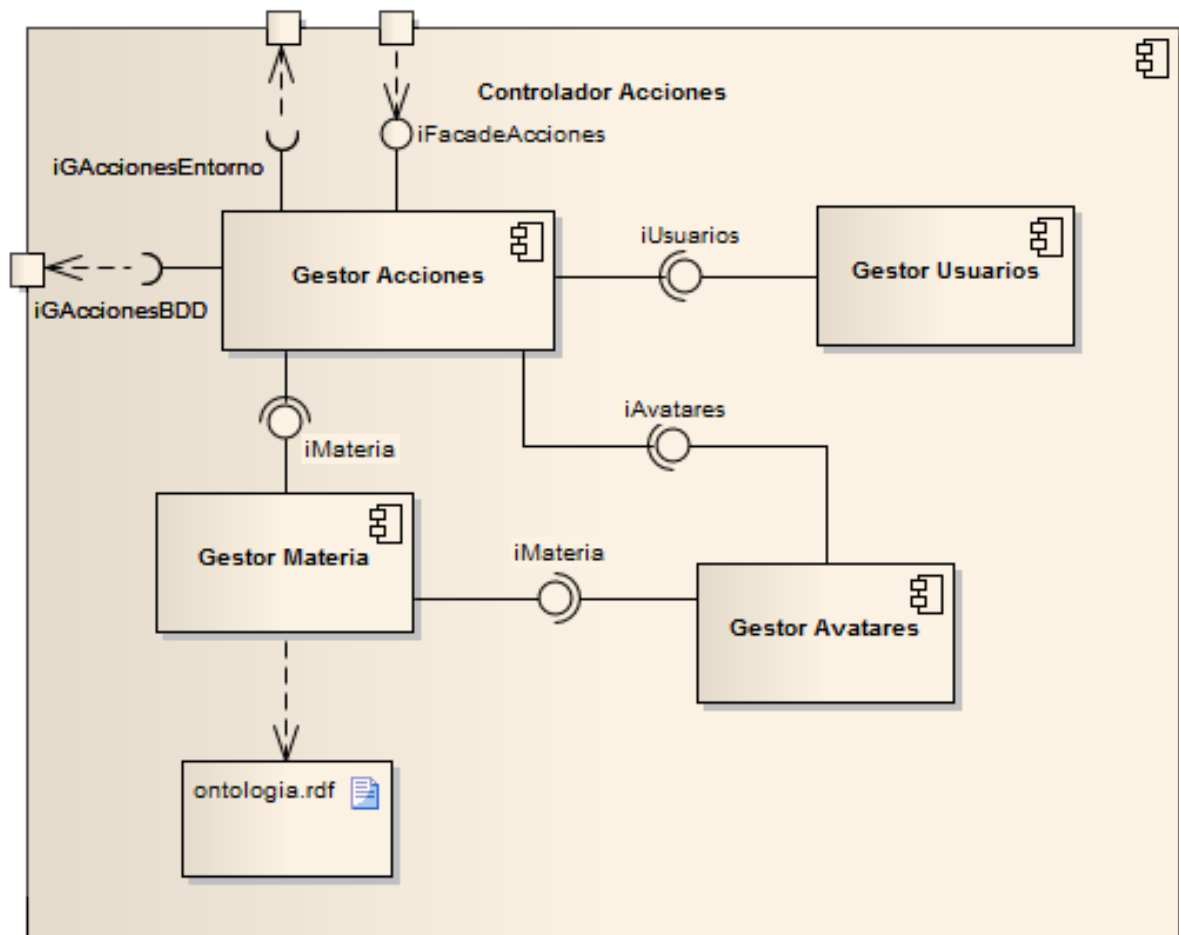 Controlador Acciones
iFacadeAcciones
iGAccionesEntorno
iUsuarios
Gestor Acciones
Gestor Usuarios
iGAccionesBDD
iAvatares
iMateria
Gestor Materia
iMateria
Gestor Avatares
ontologia.rdf